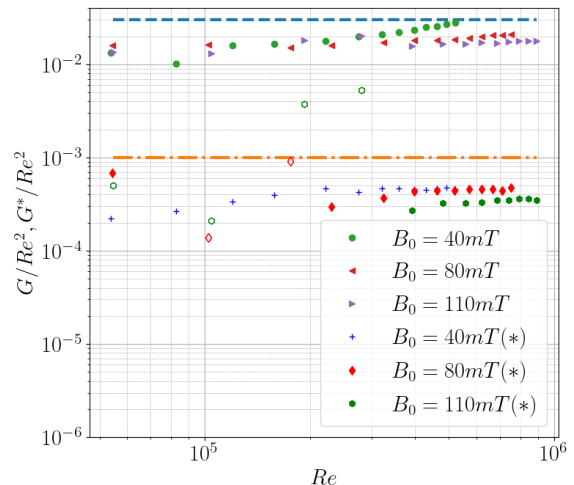 10^{-2}
10^{-3}
10^{-4}
10^{-5}
10^{-6}
G/Re^2, G^*/Re^2
10^5
10^6
Re
B_0 = 40mT
B_0 = 80mT
B_0 = 110mT
B_0 = 40mT(*)
B_0 = 80mT(*)
B_0 = 110mT(*)